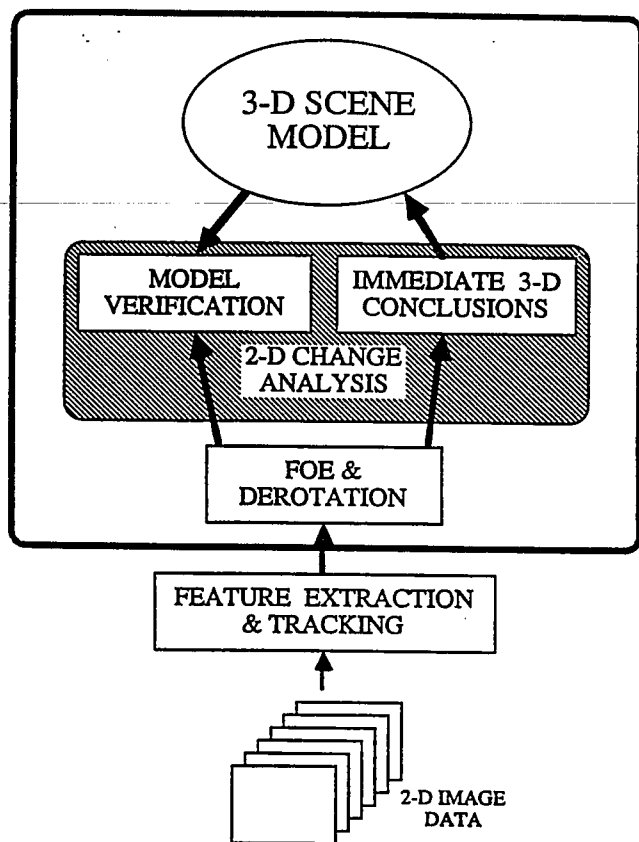 3-D SCENE
MODEL
MODEL
VERIFICATION
IMMEDIATE 3-D
CONCLUSIONS
2-D CHANGE
ANALYSIS
FOE &
DEROTATION
FEATURE EXTRACTION
& TRACKING
2-D IMAGE
DATA